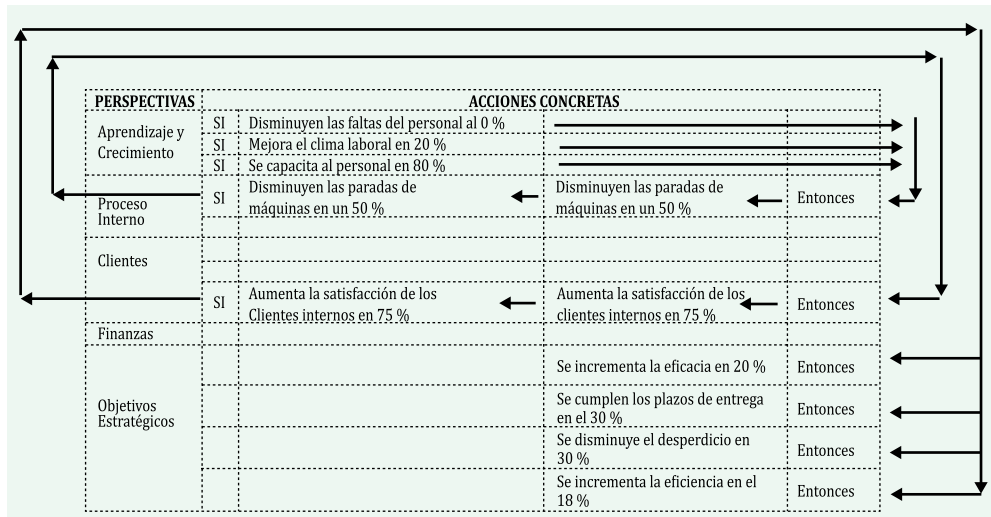 PERSPECTIVAS ACCIONES CONCRETAS
Aprendizaje y
Crecimiento
SI Disminuyen las faltas del personal al 0 %
SI Mejora el clima laboral en 20 %
SI Se capacita al personal en 80 %
Proceso
Interno
SI
Disminuyen las paradas de
máquinas en un 50 %
Disminuyen las paradas de
máquinas en un 50 %
Entonces
Clientes
SI
Aumenta la satisfacción de los
Clientes internos en 75 %
Aumenta la satisfacción de los
clientes internos en 75 %
Entonces
Finanzas
Objetivos
Estratégicos
Se incrementa la eficacia en 20 %
Entonces
Se cumplen los plazos de entrega
en el 30 %
Entonces
Se disminuye el desperdicio en
30 %
Entonces
Se incrementa la eficiencia en el
18 %
Entonces